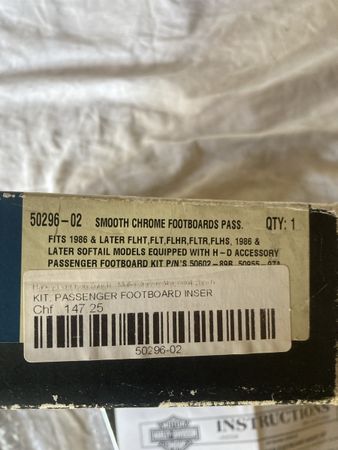 50296-02 SMOOTH CHROME FOOTBOARDS PASS. QTY: 1
FITS 1986 & LATER FLHT,FLT,FLHR,FLTR,FLHS, 1986 &
LATER SOFTAIL MODELS EQUIPPED WITH H-D ACCESSORY
PASSENGER FOOTBOARD KIT P/N'S 50602-89B, 50955-97A
KIT, PASSENGER FOOTBOARD INSER
Chf 147.25
50296-02
INSTRUCTIONS